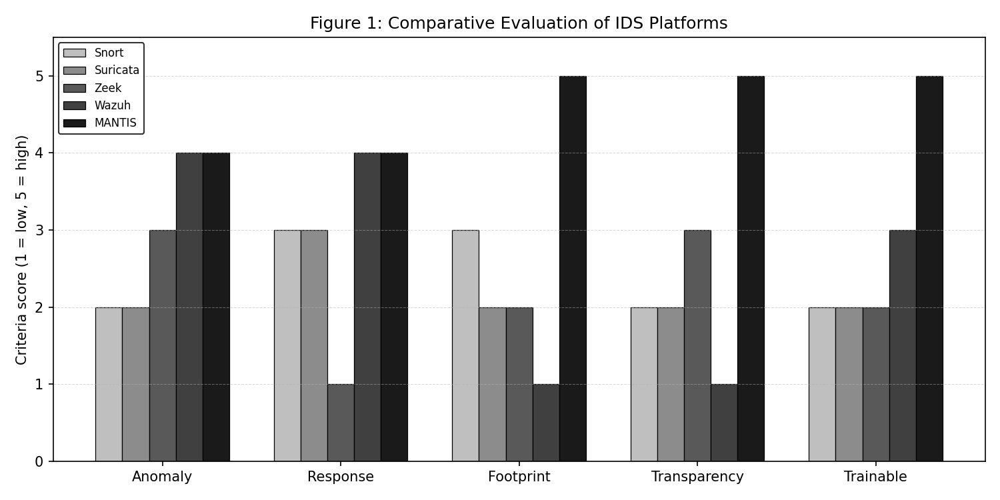 Figure 1: Comparative Evaluation of IDS Platforms
Snort
Suricata
Zeek
Wazuh
MANTIS
Criteria score (1 = low, 5 = high)
5
4
3
2
1
0
Anomaly
Response
Footprint
Transparency
Trainable